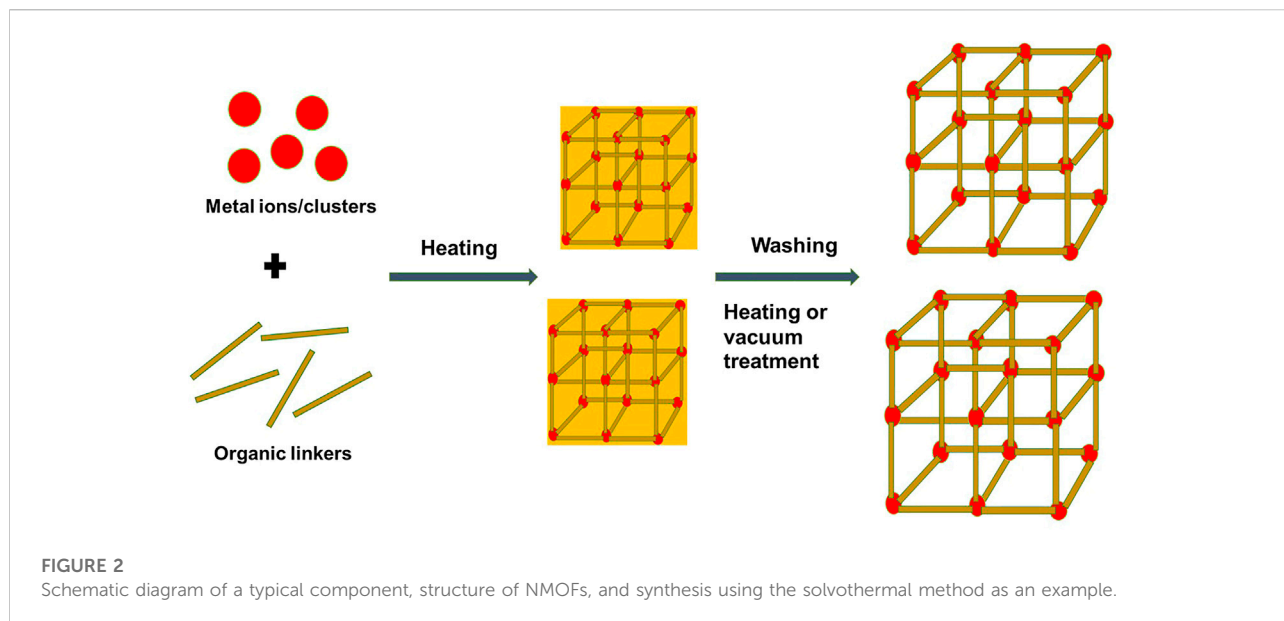 Metal ions/clusters
+
Organic linkers
Heating
Washing
Heating or
vacuum
treatment
FIGURE 2
Schematic diagram of a typical component, structure of NMOFs, and synthesis using the solvothermal method as an example.